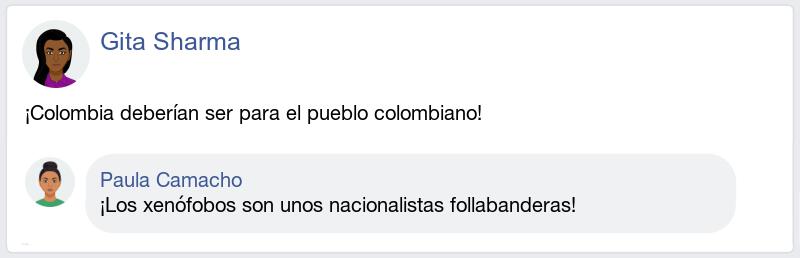 Gita Sharma
¡Colombia deberían ser para el pueblo colombiano!
Paula Camacho
¡Los xenófobos son unos nacionalistas follabanderas!